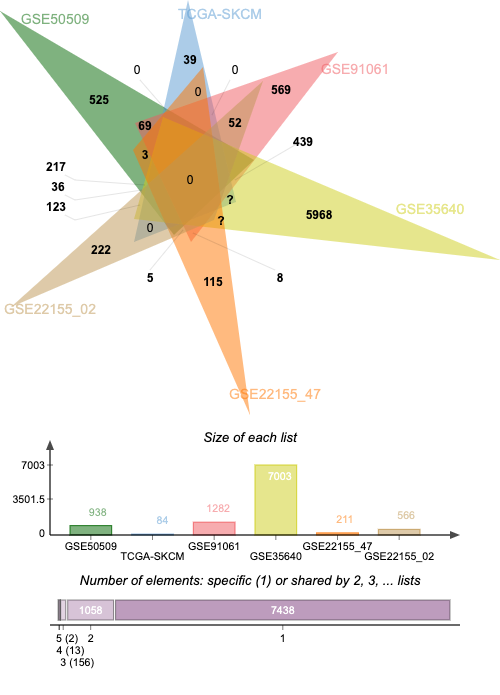 GSE50509
TCGA-SKCM
0
39
0
GSE91061
0
569
525
69
52
439
3
217
36
123
0
?
?
0
GSE35640
5968
222
5
115
8
GSE22155_02
GSE22155_47
Size of each list
7003
3501.5
0
938
84
1282
7003
211
566
GSE50509
TCGA-SKCM
GSE91061
GSE35640
GSE22155_47
GSE22155_02
Number of elements: specific (1) or shared by 2, 3, ... lists
1058
7438
5 (2)
2
1
4 (13)
3 (156)